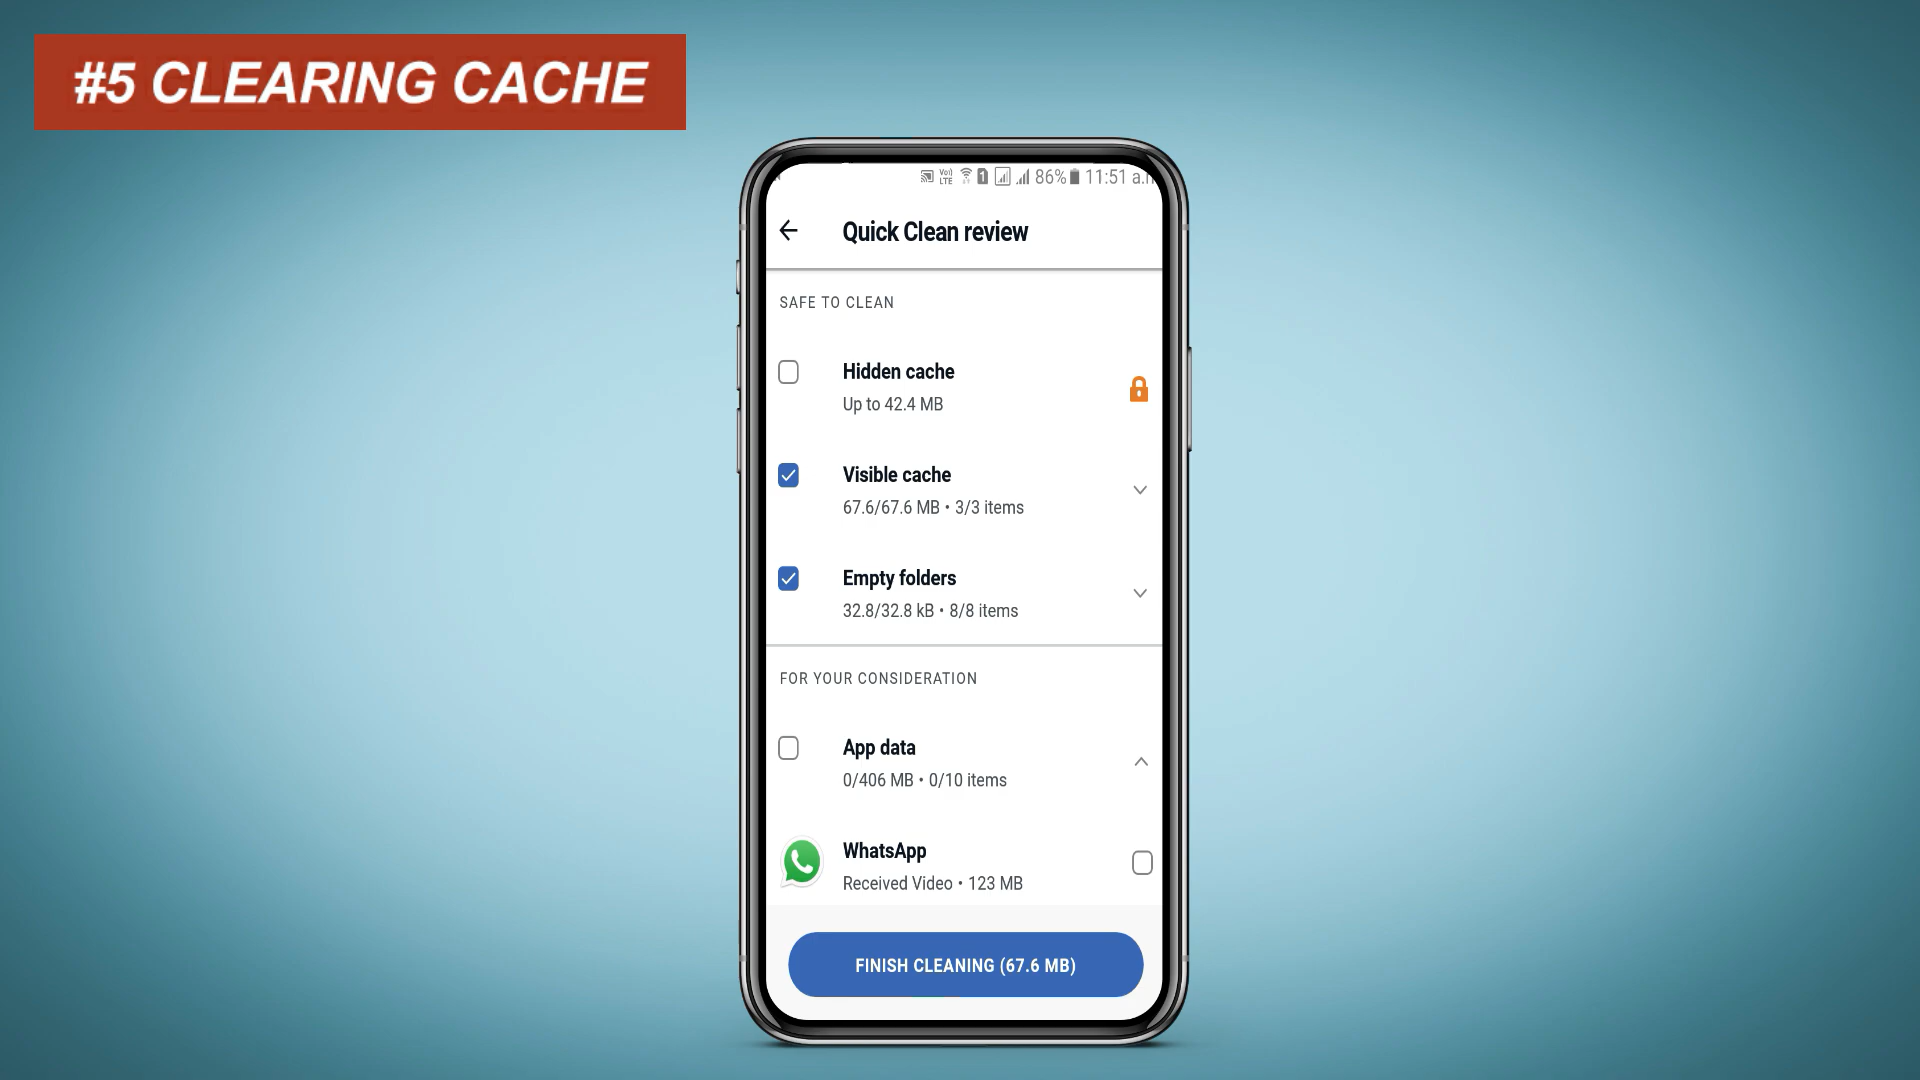 #5 CLEARING CACHE
Vo)) LTE 1 86% 11:51
Quick Clean review
SAFE TO CLEAN
Hidden cache
Up to 42.4 MB
Visible cache
67.6/67.6 MB • 3/3 items
Empty folders
32.8/32.8 kB • 8/8 items
FOR YOUR CONSIDERATION
App data
0/406 MB • 0/10 items
WhatsApp
Received Video • 123 MB
FINISH CLEANING (67.6 MB)